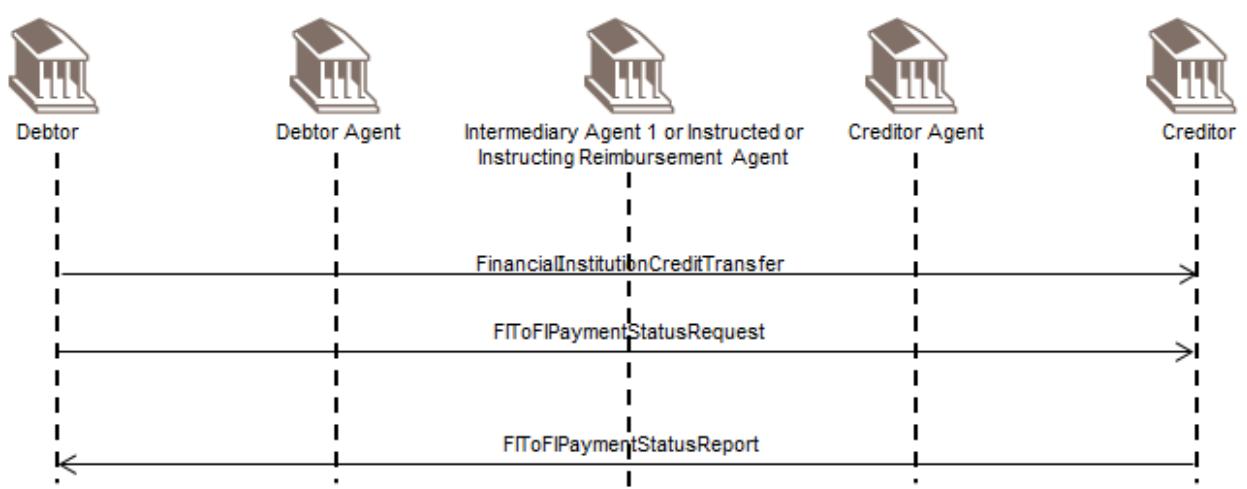 Debtor
Debtor Agent
Intermediary Agent 1 or Instructed or
Instructing Reimbursement Agent
Creditor Agent
Creditor
FinancialInstitutionCreditTransfer
FIToFIPaymentStatusRequest
FIToFIPaymentStatusReport